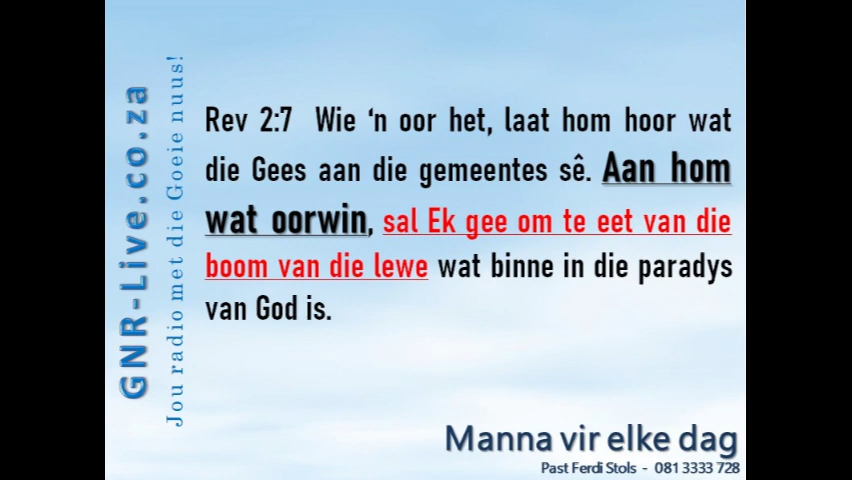 GNR-Live.co.za
Jou radio met die Goeie nuus!
Rev 2:7 Wie ‘n oor het, laat hom hoor wat
die Gees aan die gemeentes sê. Aan hom
wat oorwin, sal Ek gee om te eet van die
boom van die lewe wat binne in die paradys
van God is.
Manna vir elke dag
Past Ferdi Stols - 081 3333 728